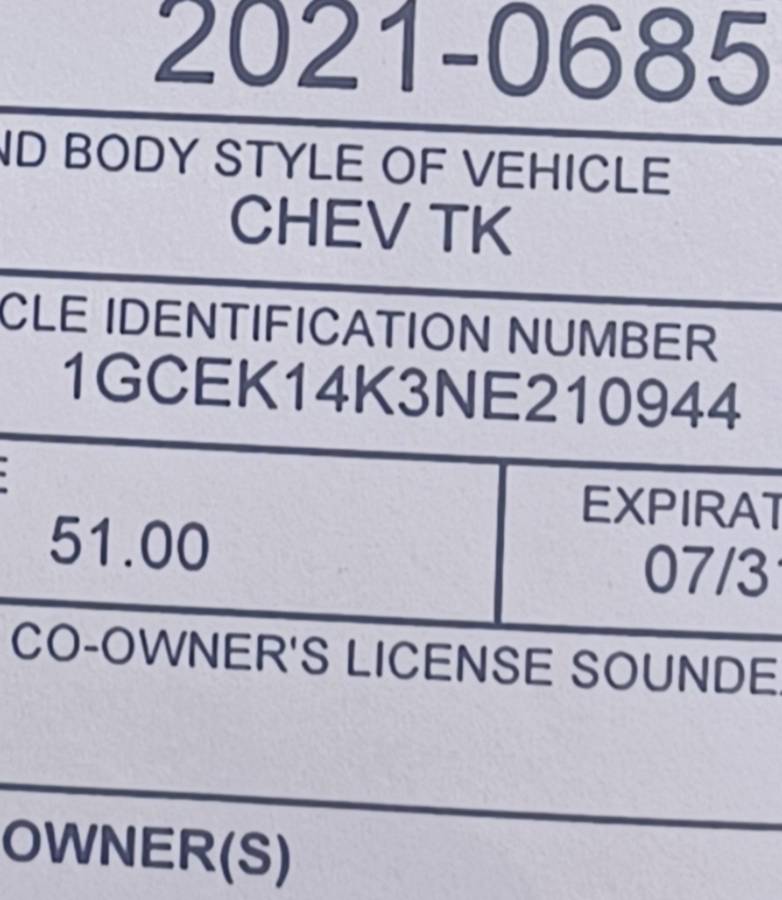 2021-0685
ND BODY STYLE OF VEHICLE
CHEV TK
CLE IDENTIFICATION NUMBER
1GCEK14K3NE210944
E
51.00
EXPIRAT
07/31
CO-OWNER'S LICENSE SOUNDE
OWNER(S)